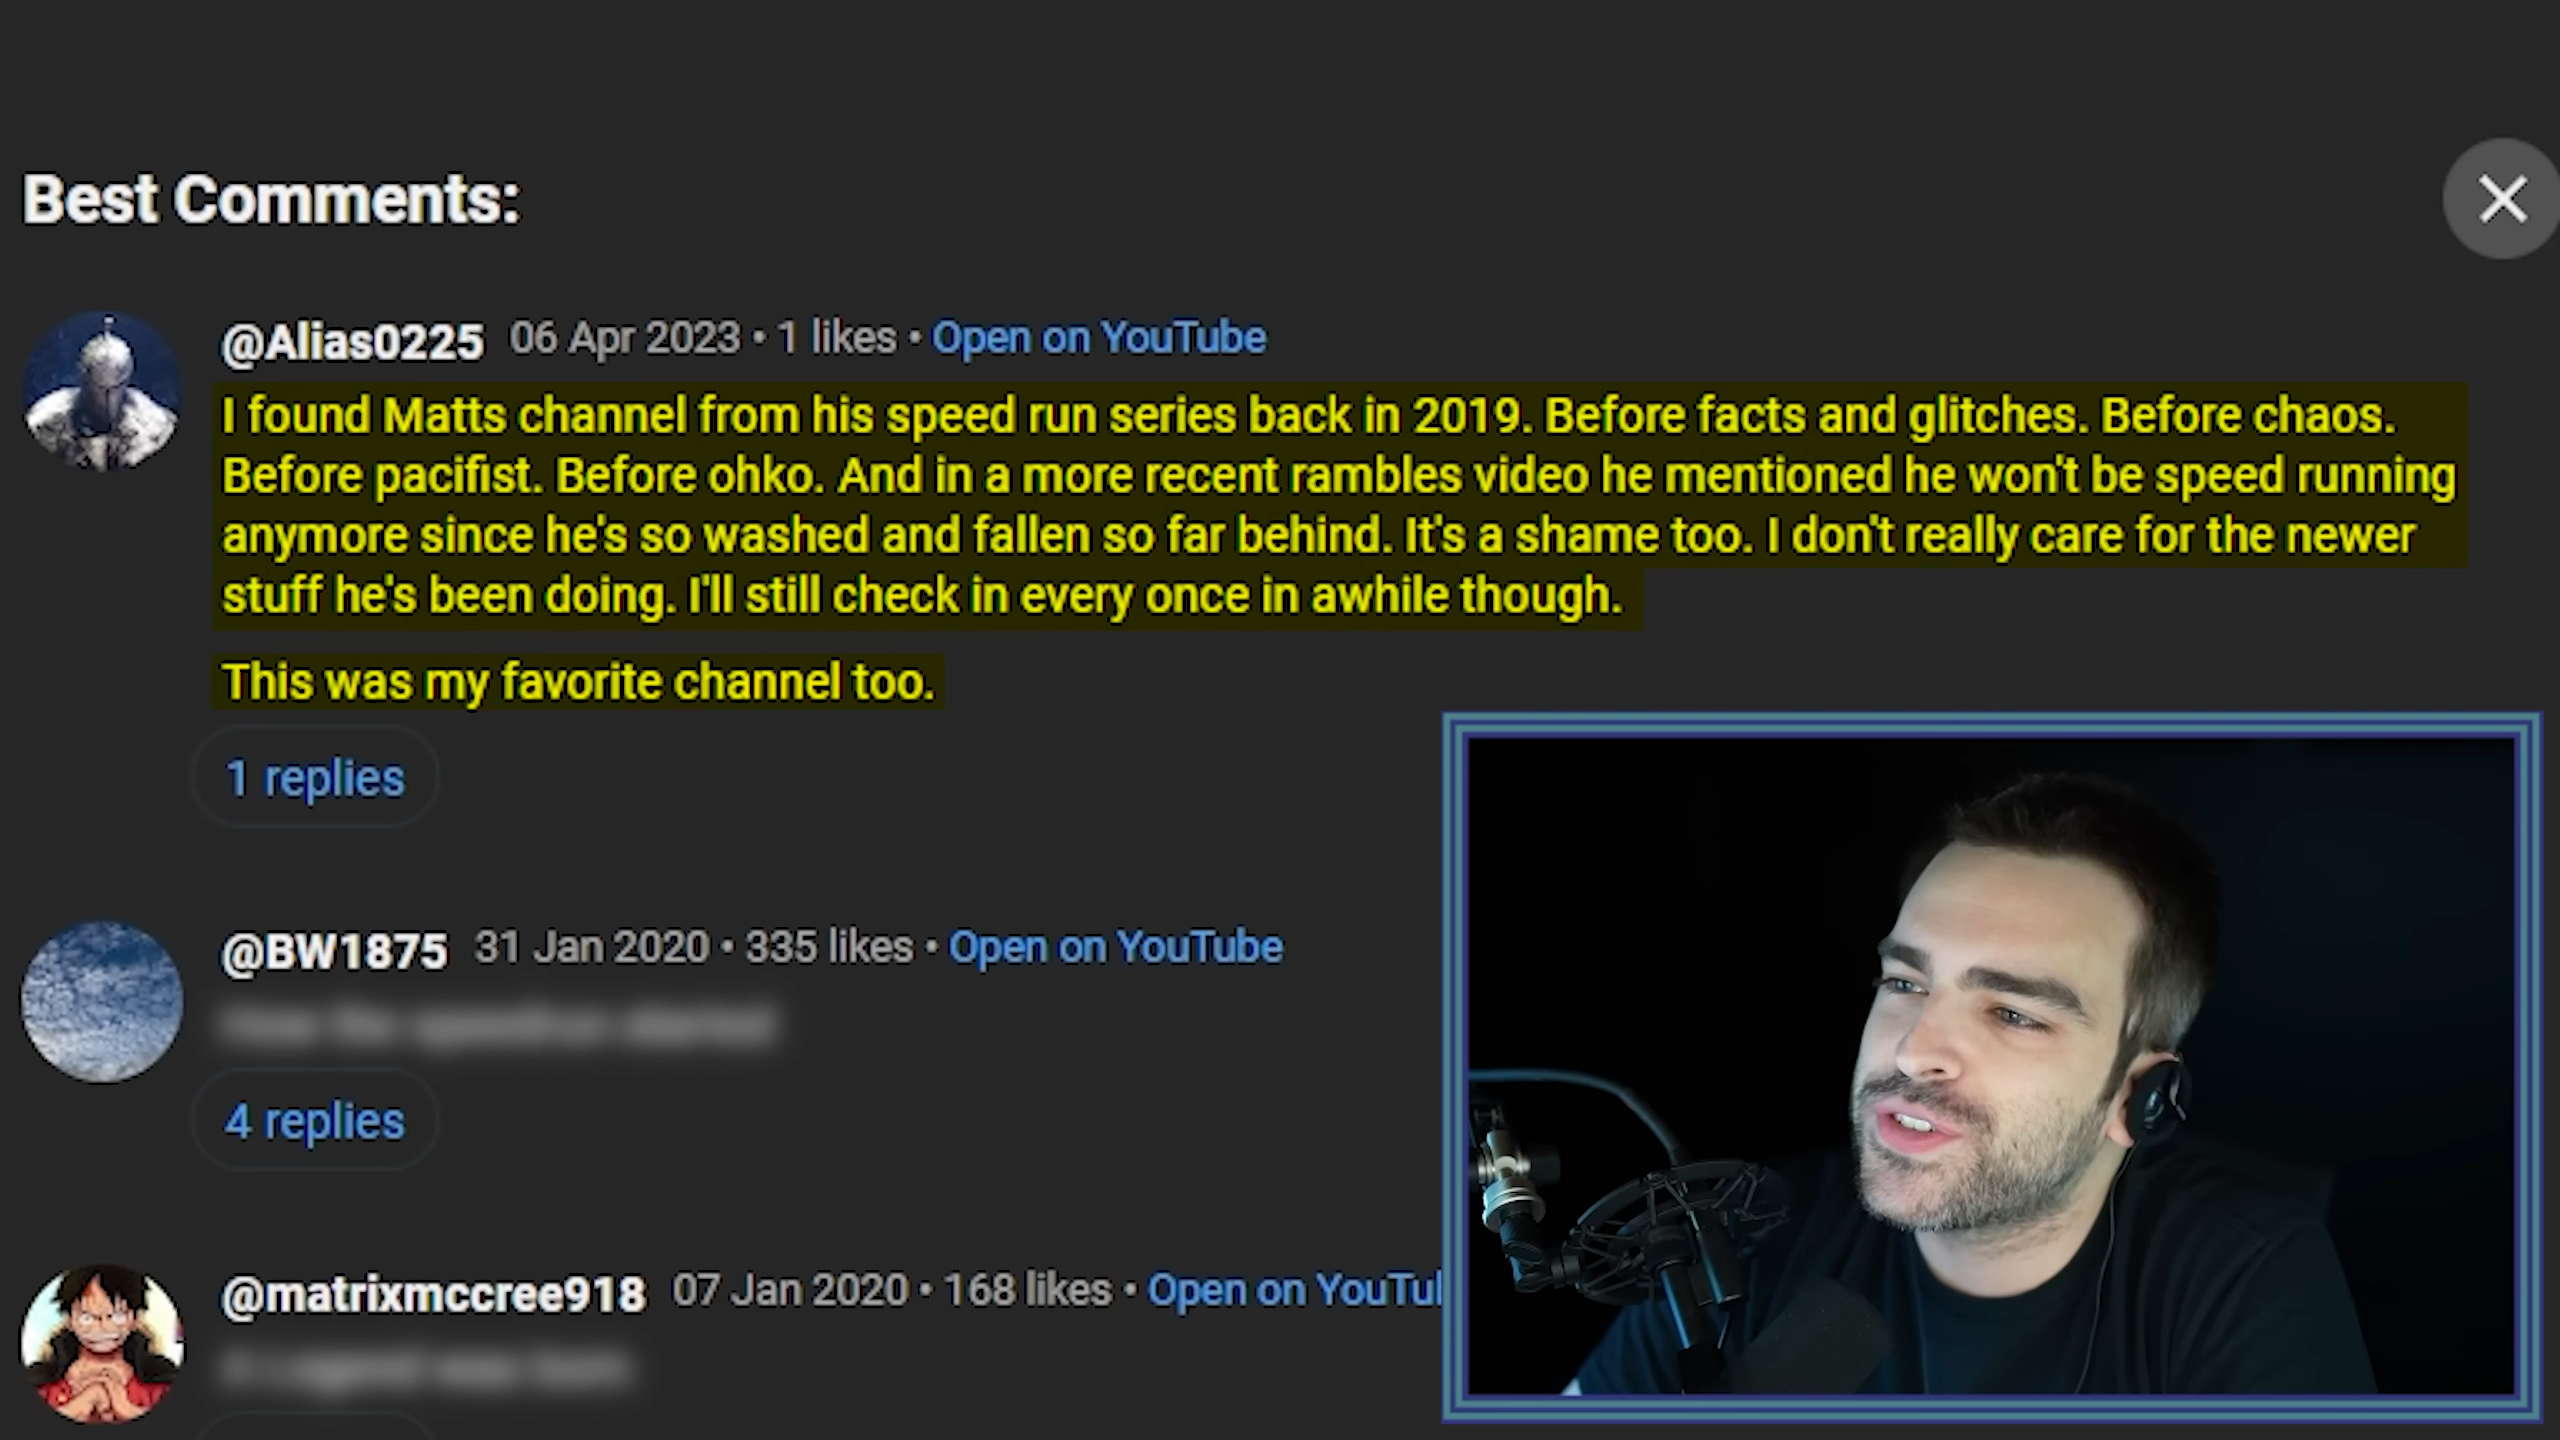 Best Comments:
@Alias0225 06 Apr 2023 • 1 likes • Open on YouTube
I found Matts channel from his speed run series back in 2019. Before facts and glitches. Before chaos.
Before pacifist. Before ohko. And in a more recent rambles video he mentioned he won't be speed running
anymore since he's so washed and fallen so far behind. It's a shame too. I don't really care for the newer
stuff he's been doing. I'll still check in every once in awhile though.
This was my favorite channel too.
1 replies
@BW1875 31 Jan 2020 • 335 likes • Open on YouTube
4 replies
@matrixmccree918 07 Jan 2020 • 168 likes • Open on